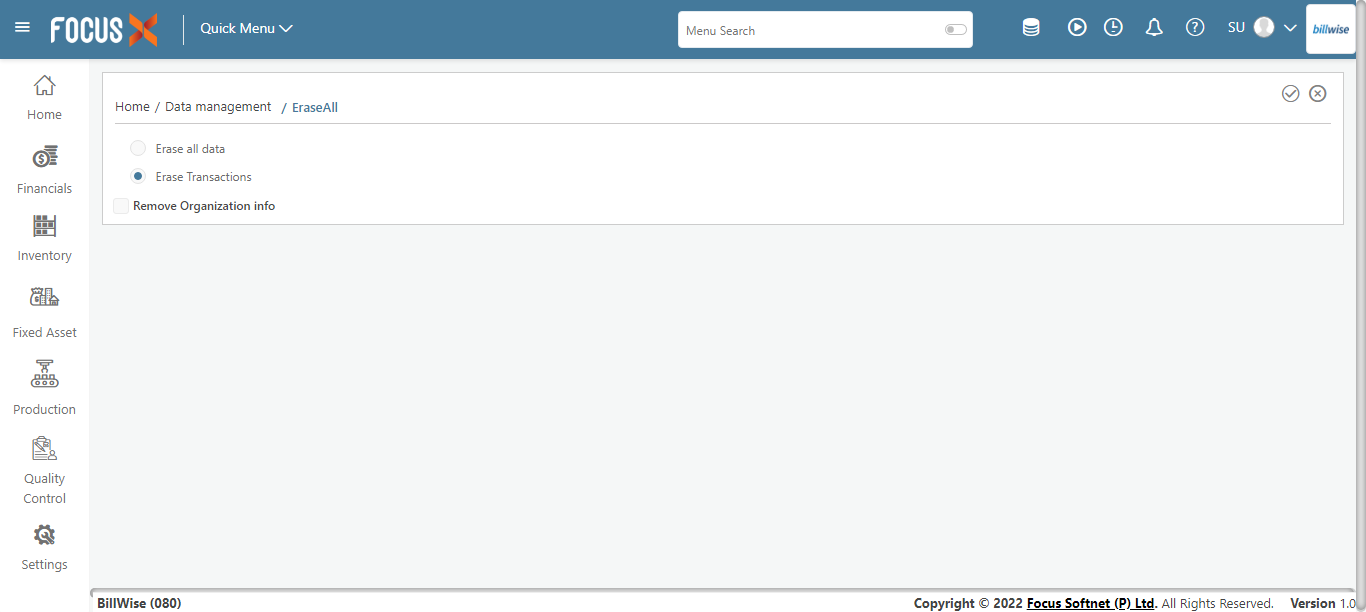 FOCUS X Quick Menu Menu Search SU billwise
Home
Financials
Inventory
Fixed Asset
Production
Quality
Control
Settings
Home / Data management / EraseAll
Erase all data
Erase Transactions
Remove Organization info
BillWise (080) Copyright © 2022 Focus Softnet (P) Ltd. All Rights Reserved. Version 1.0